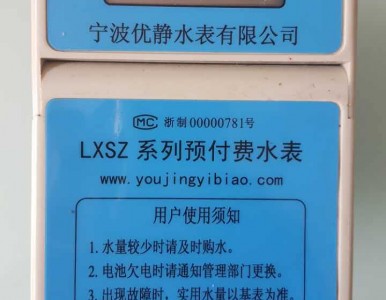 宁波优静水表有限公司
MC 浙制00000781号
LXSZ 系列预付费水表
www.youjingyibiao.com
用户使用须知
1. 水量较少时请及时购水。
2. 电池欠电时请通知管理部门更换。
3. 出现故障时，实用水量以基表为准。